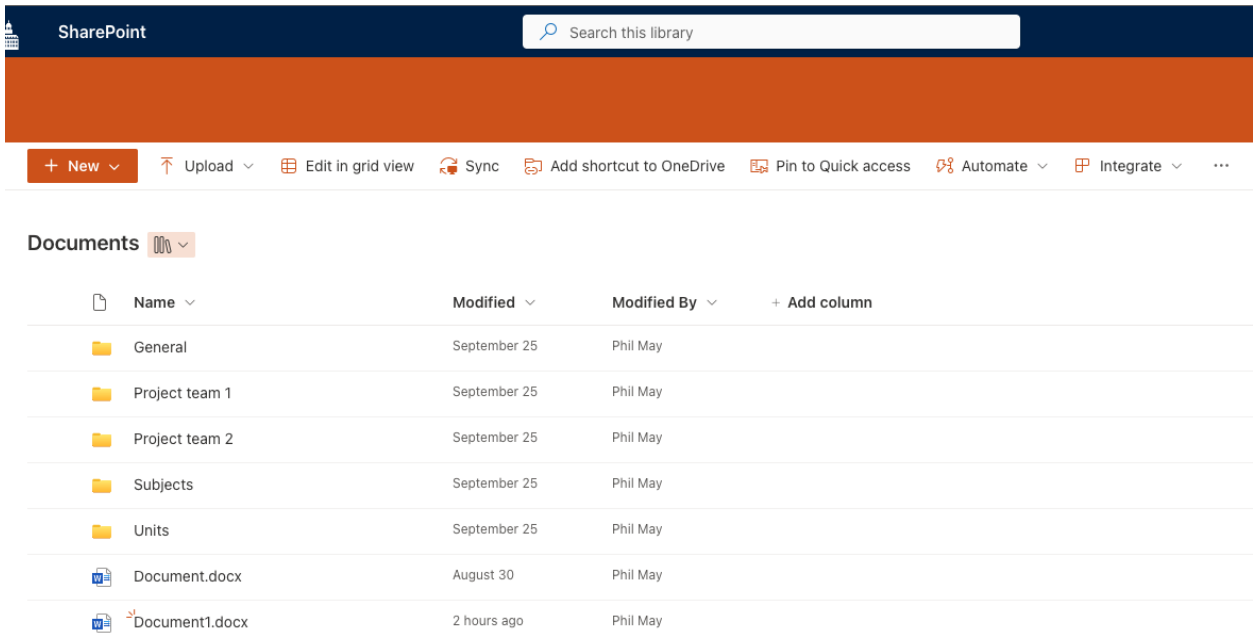 SharePoint
Search this library
New
Upload
Edit in grid view
Sync
Add shortcut to OneDrive
Pin to Quick access
Automate
Integrate
···
Documents
Name Modified Modified By + Add column
General September 25 Phil May
Project team 1 September 25 Phil May
Project team 2 September 25 Phil May
Subjects September 25 Phil May
Units September 25 Phil May
Document.docx August 30 Phil May
Document1.docx 2 hours ago Phil May